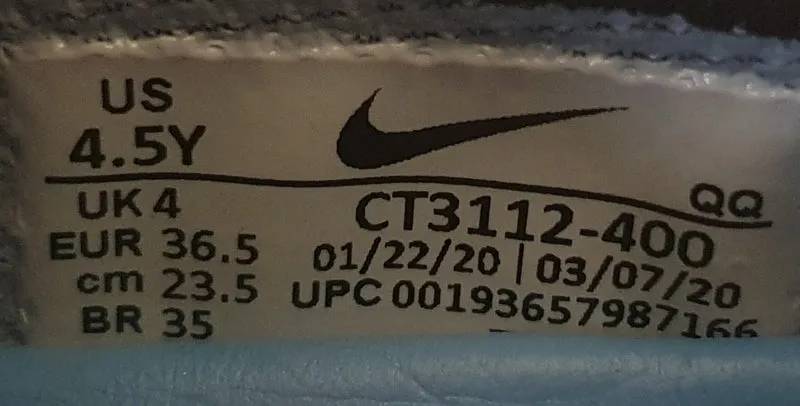 US
4.5Y
UK 4
EUR 36.5
cm 23.5
BR 35
QQ
CT3112-400
01/22/20 | 03/07/20
UPC 00193657987166